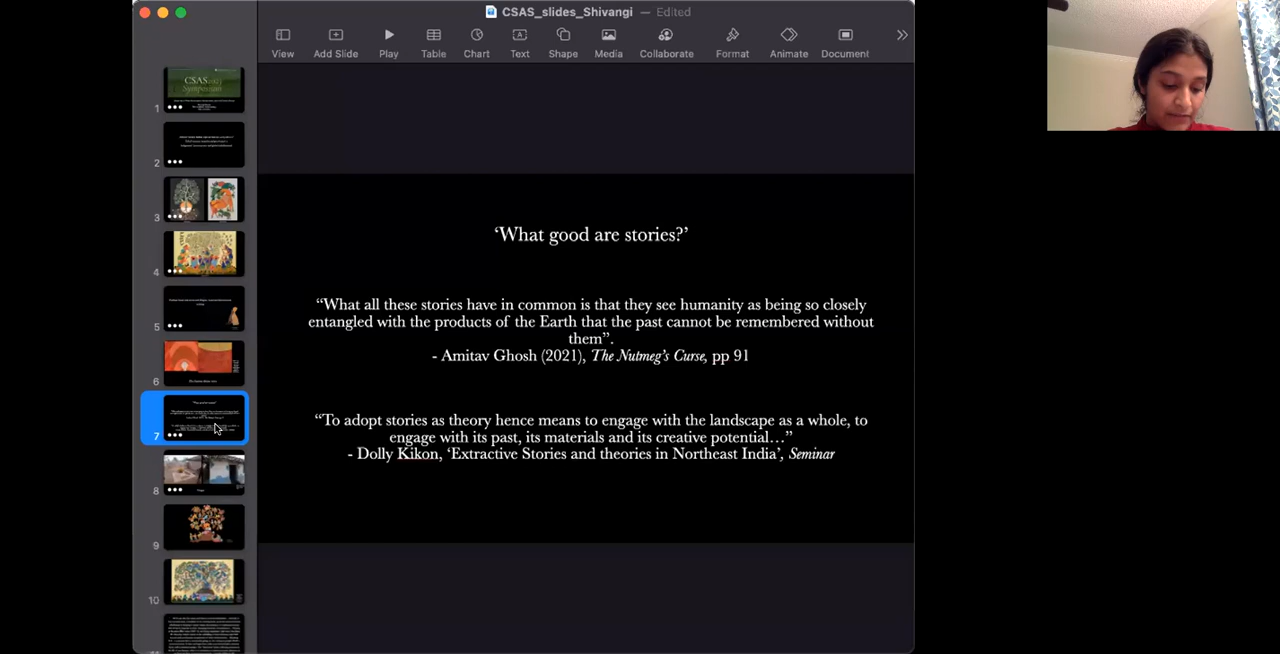 CSAS_slides_Shivangi — Edited
View
Add Slide
Play
Table
Chart
Text
Shape
Media
Collaborate
Format
Animate
Document
1
CSAS
Symposium
2
3
4
5
6
7
8
9
10
‘What good are stories?’
“What all these stories have in common is that they see humanity as being so closely
entangled with the products of the Earth that the past cannot be remembered without
them”.
- Amitav Ghosh (2021), The Nutmeg’s Curse, pp 91
“To adopt stories as theory hence means to engage with the landscape as a whole, to
engage with its past, its materials and its creative potential…”
- Dolly Kikon, ‘Extractive Stories and theories in Northeast India’, Seminar